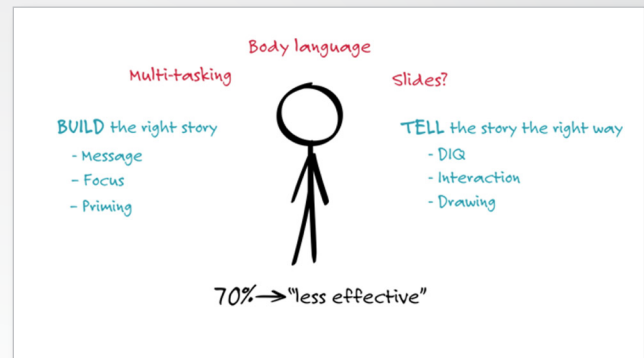 Body language
Multi-tasking
Slides?
BUILD the right story
- Message
- Focus
- Priming
TELL the story the right way
- DIQ
- Interaction
- Drawing
70%→"less effective"